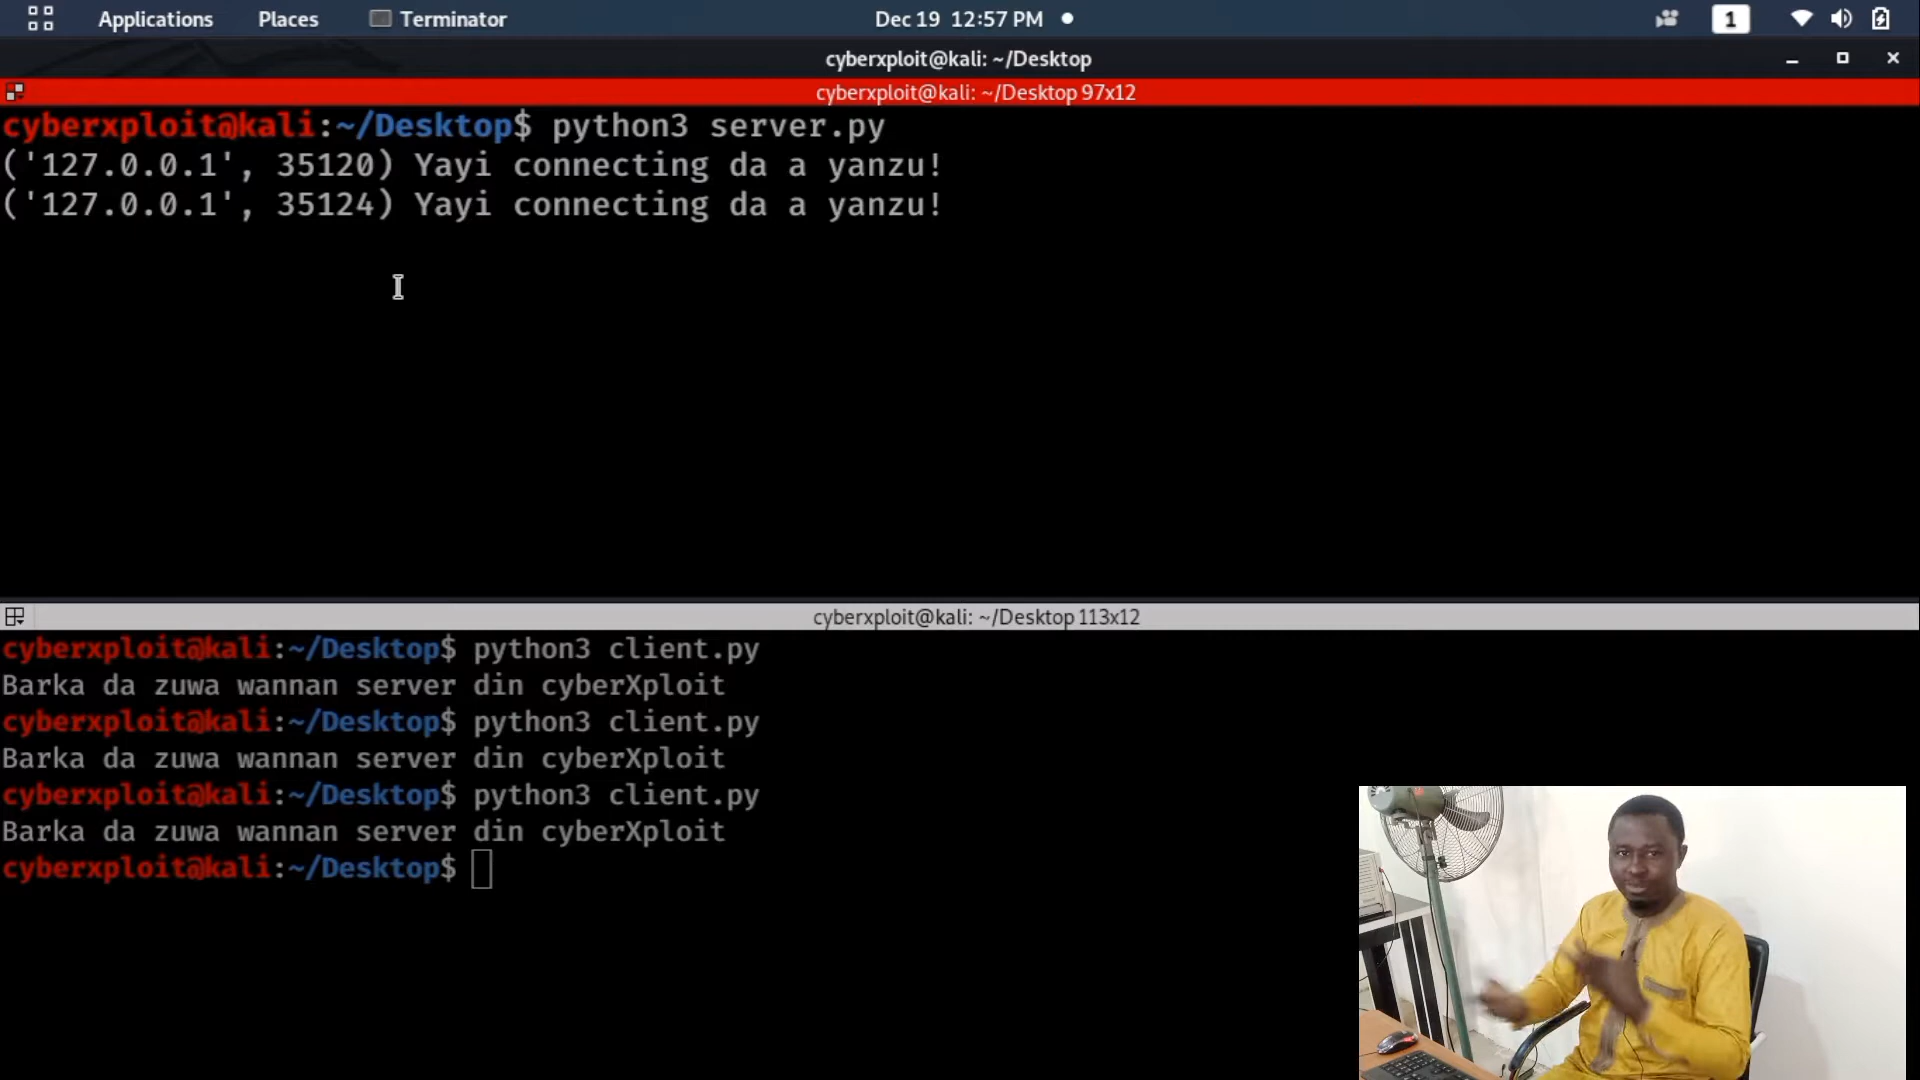 Applications Places Terminator Dec 19 12:57 PM 1
cyberxploit@kali: ~/Desktop
cyberxploit@kali: ~/Desktop 97x12
cyberxploit@kali:~/Desktop$ python3 server.py
('127.0.0.1', 35120) Yayi connecting da a yanzu!
('127.0.0.1', 35124) Yayi connecting da a yanzu!
cyberxploit@kali: ~/Desktop 113x12
cyberxploit@kali:~/Desktop$ python3 client.py
Barka da zuwa wannan server din cyberXploit
cyberxploit@kali:~/Desktop$ python3 client.py
Barka da zuwa wannan server din cyberXploit
cyberxploit@kali:~/Desktop$ python3 client.py
Barka da zuwa wannan server din cyberXploit
cyberxploit@kali:~/Desktop$